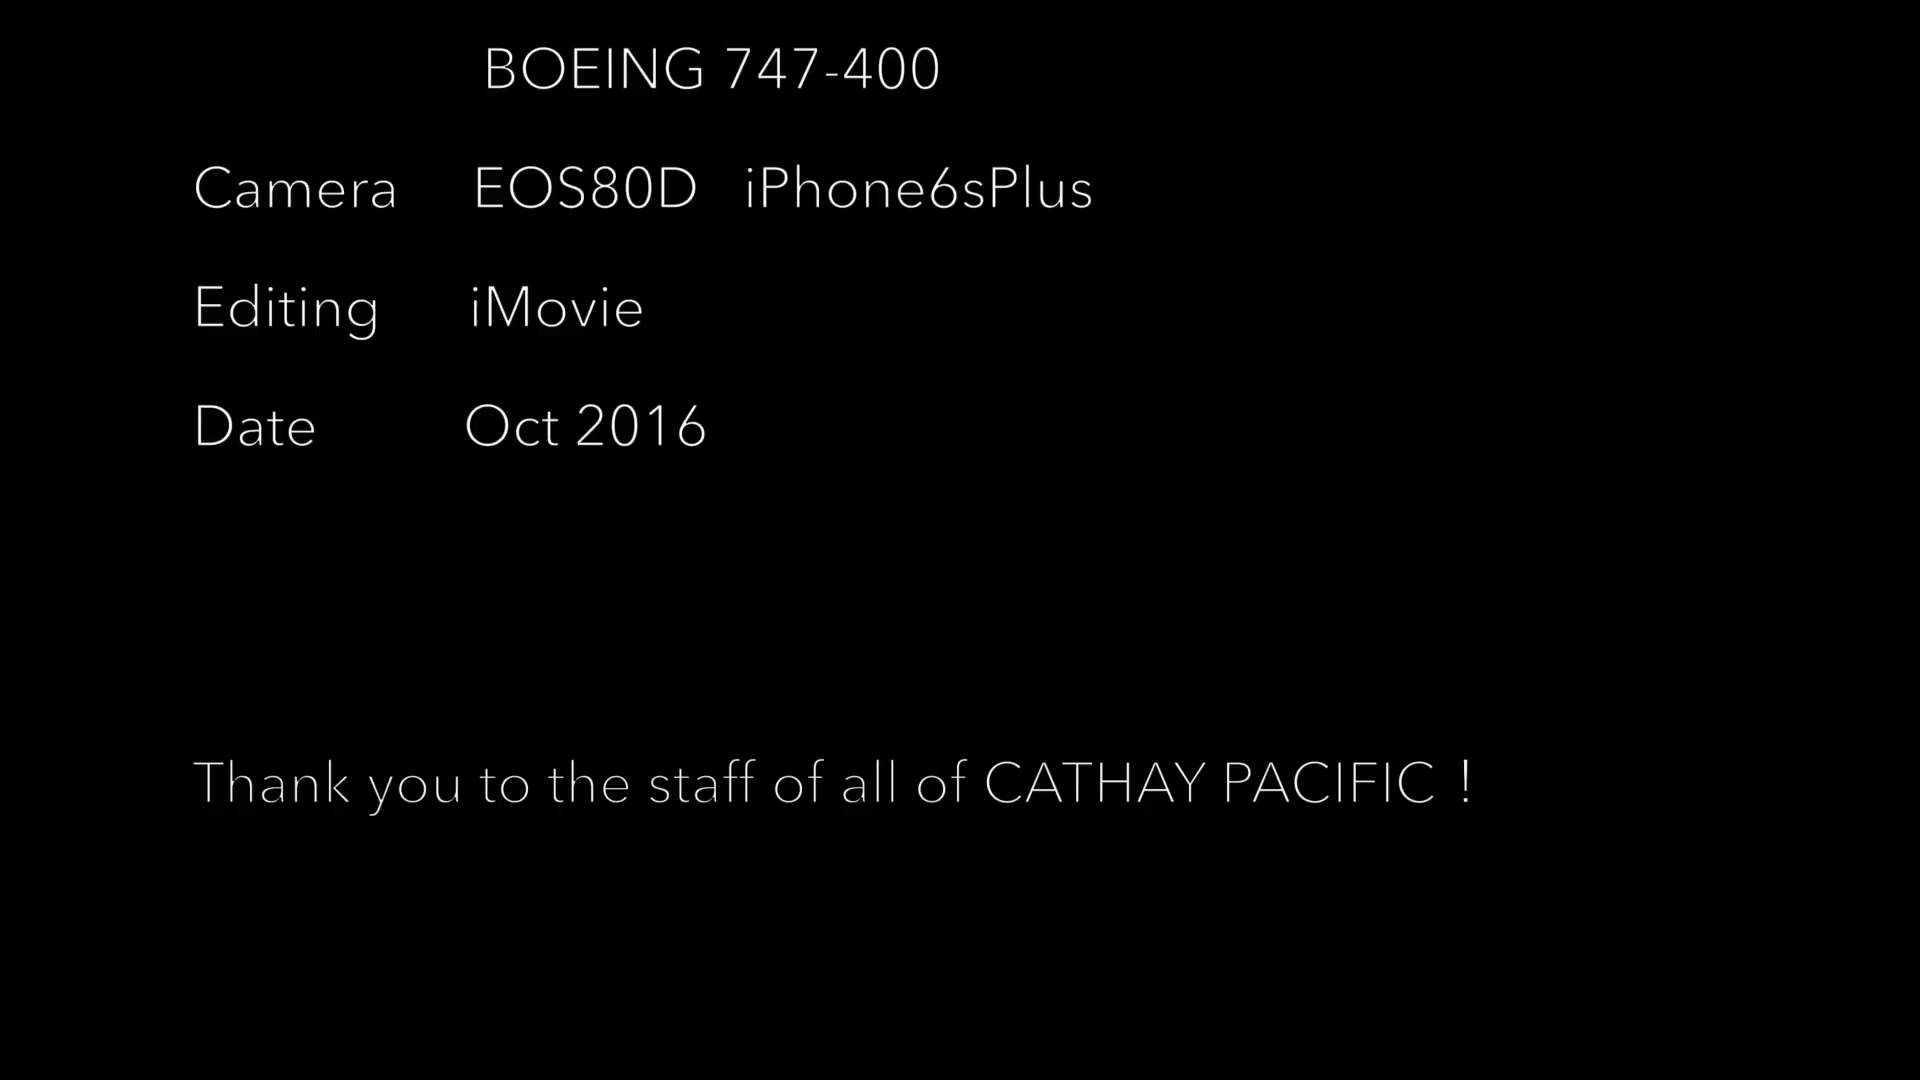 BOEING 747-400
Camera EOS80D iPhone6sPlus
Editing iMovie
Date Oct 2016
Thank you to the staff of all of CATHAY PACIFIC !